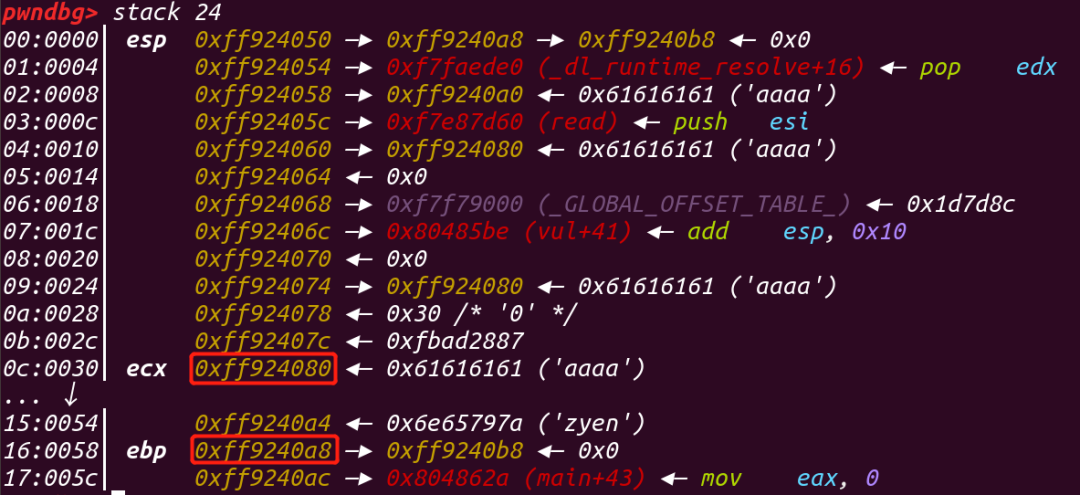 pwndbg> stack 24
00:0000│ esp 0xff924050 —▸ 0xff9240a8 —▸ 0xff9240b8 ◂— 0x0
01:0004│ 0xff924054 —▸ 0xf7faede0 (_dl_runtime_resolve+16) ◂— pop edx
02:0008│ 0xff924058 —▸ 0xff9240a0 ◂— 0x61616161 ('aaaa')
03:000c│ 0xff92405c —▸ 0xf7e87d60 (read) ◂— push esi
04:0010│ 0xff924060 —▸ 0xff924080 ◂— 0x61616161 ('aaaa')
05:0014│ 0xff924064 ◂— 0x0
06:0018│ 0xff924068 —▸ 0xf7f79000 (_GLOBAL_OFFSET_TABLE_) ◂— 0x1d7d8c
07:001c│ 0xff92406c —▸ 0x80485be (vul+41) ◂— add esp, 0x10
08:0020│ 0xff924070 ◂— 0x0
09:0024│ 0xff924074 —▸ 0xff924080 ◂— 0x61616161 ('aaaa')
0a:0028│ 0xff924078 ◂— 0x30 /* '0' */
0b:002c│ 0xff92407c ◂— 0xfbad2887
0c:0030│ ecx 0xff924080 ◂— 0x61616161 ('aaaa')
... ↓
15:0054│ 0xff9240a4 ◂— 0x6e65797a ('zyen')
16:0058│ ebp 0xff9240a8 —▸ 0xff9240b8 ◂— 0x0
17:005c│ 0xff9240ac —▸ 0x804862a (main+43) ◂— mov eax, 0